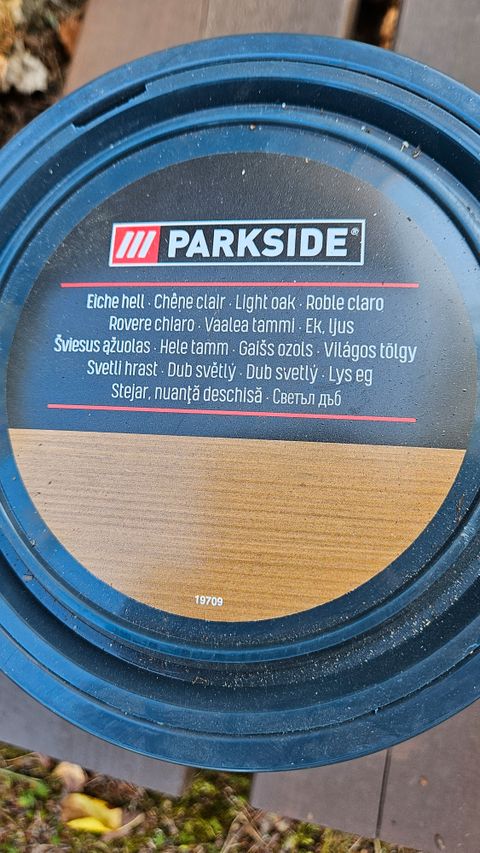 PARKSIDE®
Eiche hell · Chêne clair · Light oak · Roble claro
Rovere chiaro · Vaalea tammi · Ek, ljus
Šviesus ąžuolas · Hele tamm · Gaišs ozols · Világos tölgy
Svetli hrast · Dub světlý · Dub svetlý · Lys eg
Stejar, nuanţă deschisă · Светъл дъб
19709